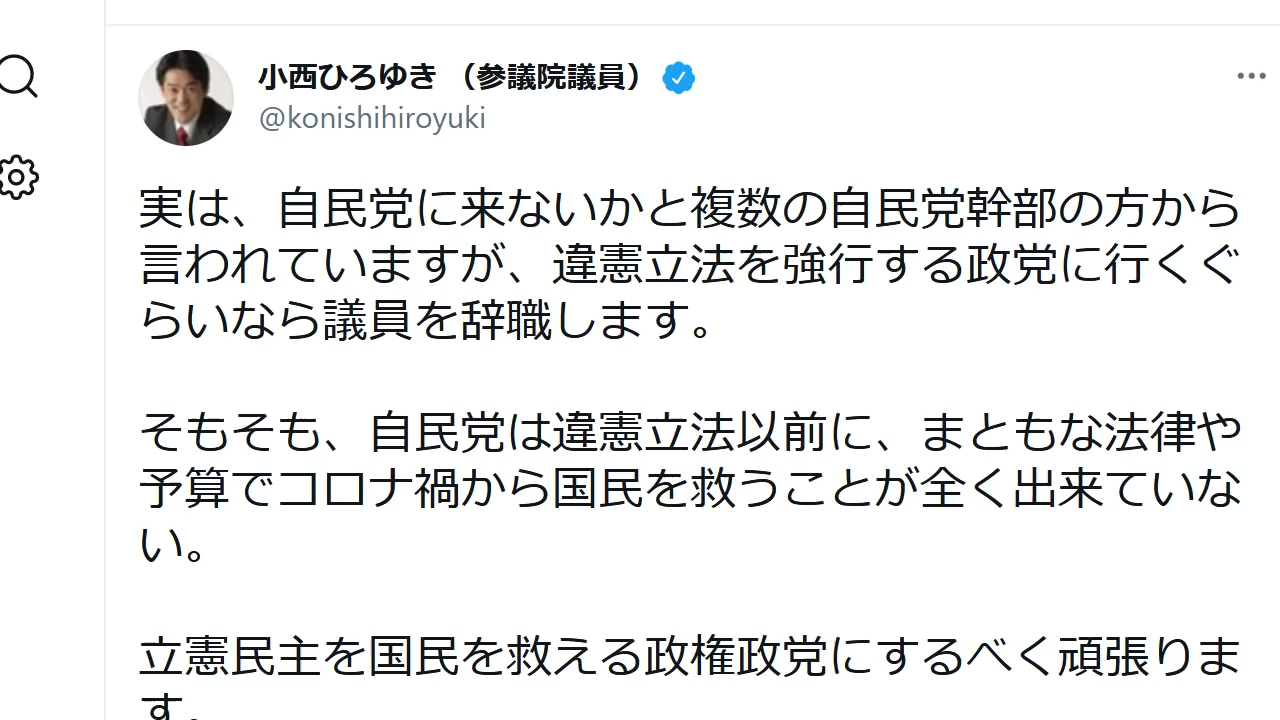 小西ひろゆき （参議院議員）
@konishihiroyuki
実は、自民党に来ないかと複数の自民党幹部の方から
言われていますが、違憲立法を強行する政党に行くぐ
らいなら議員を辞職します。
そもそも、自民党は違憲立法以前に、まともな法律や
予算でコロナ禍から国民を救うことが全く出来ていな
い。
立憲民主を国民を救える政権政党にするべく頑張りま
す。